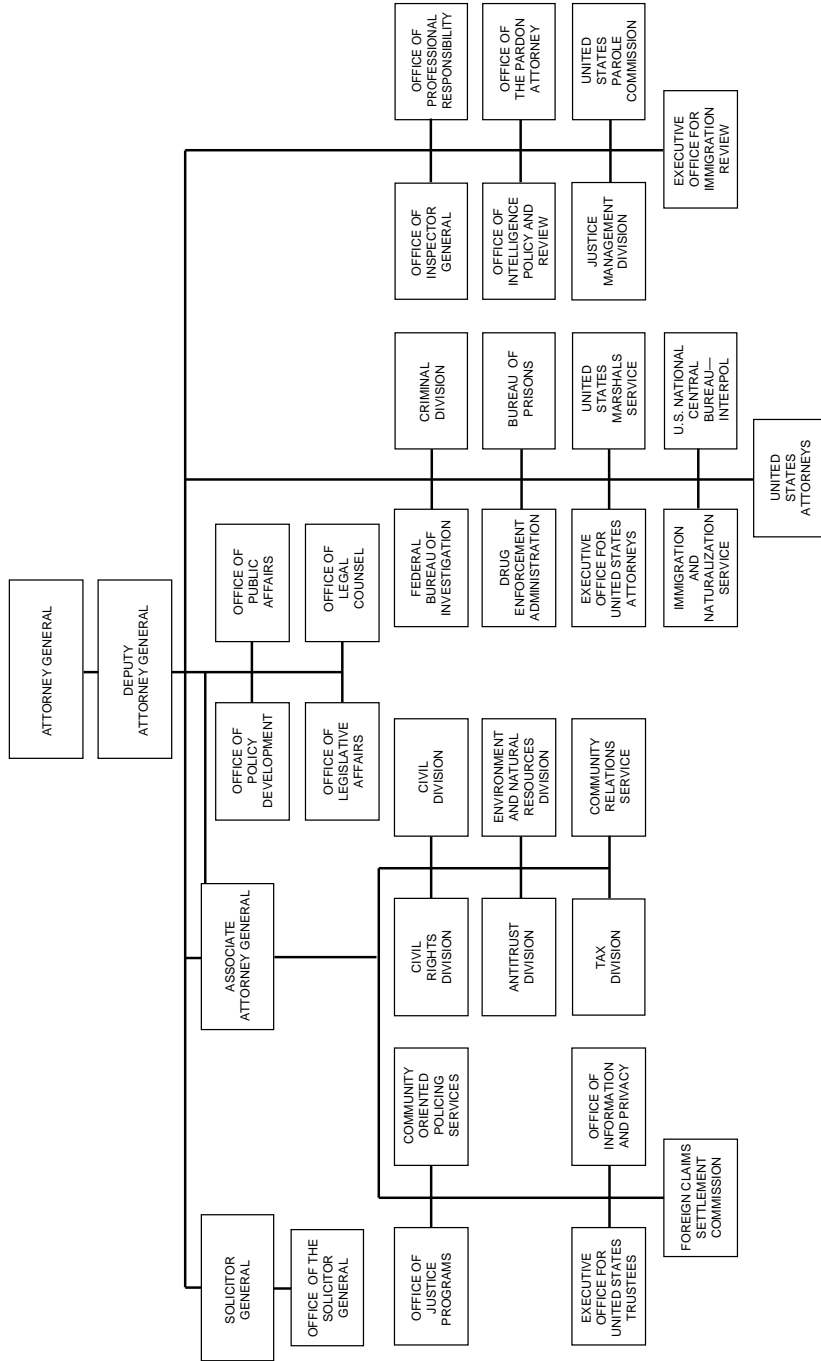 ATTORNEY GENERAL
DEPUTY
ATTORNEY GENERAL
SOLICITOR
GENERAL
OFFICE OF THE
SOLICITOR
GENERAL
ASSOCIATE
ATTORNEY GENERAL
OFFICE OF
POLICY
DEVELOPMENT
OFFICE OF
PUBLIC
AFFAIRS
OFFICE OF
LEGISLATIVE
AFFAIRS
OFFICE OF
LEGAL
COUNSEL
OFFICE OF
JUSTICE
PROGRAMS
COMMUNITY
ORIENTED
POLICING
SERVICES
EXECUTIVE
OFFICE FOR
UNITED STATES
TRUSTEES
OFFICE OF
INFORMATION
AND PRIVACY
FOREIGN CLAIMS
SETTLEMENT
COMMISSION
CIVIL
RIGHTS
DIVISION
CIVIL
DIVISION
ANTITRUST
DIVISION
ENVIRONMENT
AND NATURAL
RESOURCES
DIVISION
TAX
DIVISION
COMMUNITY
RELATIONS
SERVICE
FEDERAL
BUREAU OF
INVESTIGATION
CRIMINAL
DIVISION
DRUG
ENFORCEMENT
ADMINISTRATION
BUREAU OF
PRISONS
EXECUTIVE
OFFICE FOR
UNITED STATES
ATTORNEYS
UNITED
STATES
MARSHALS
SERVICE
IMMIGRATION
AND
NATURALIZATION
SERVICE
U.S. NATIONAL
CENTRAL
BUREAU—
INTERPOL
UNITED
STATES
ATTORNEYS
OFFICE OF
INSPECTOR
GENERAL
OFFICE OF
PROFESSIONAL
RESPONSIBILITY
OFFICE OF
INTELLIGENCE
POLICY AND
REVIEW
OFFICE OF
THE PARDON
ATTORNEY
JUSTICE
MANAGEMENT
DIVISION
UNITED
STATES
PAROLE
COMMISSION
EXECUTIVE
OFFICE FOR
IMMIGRATION
REVIEW